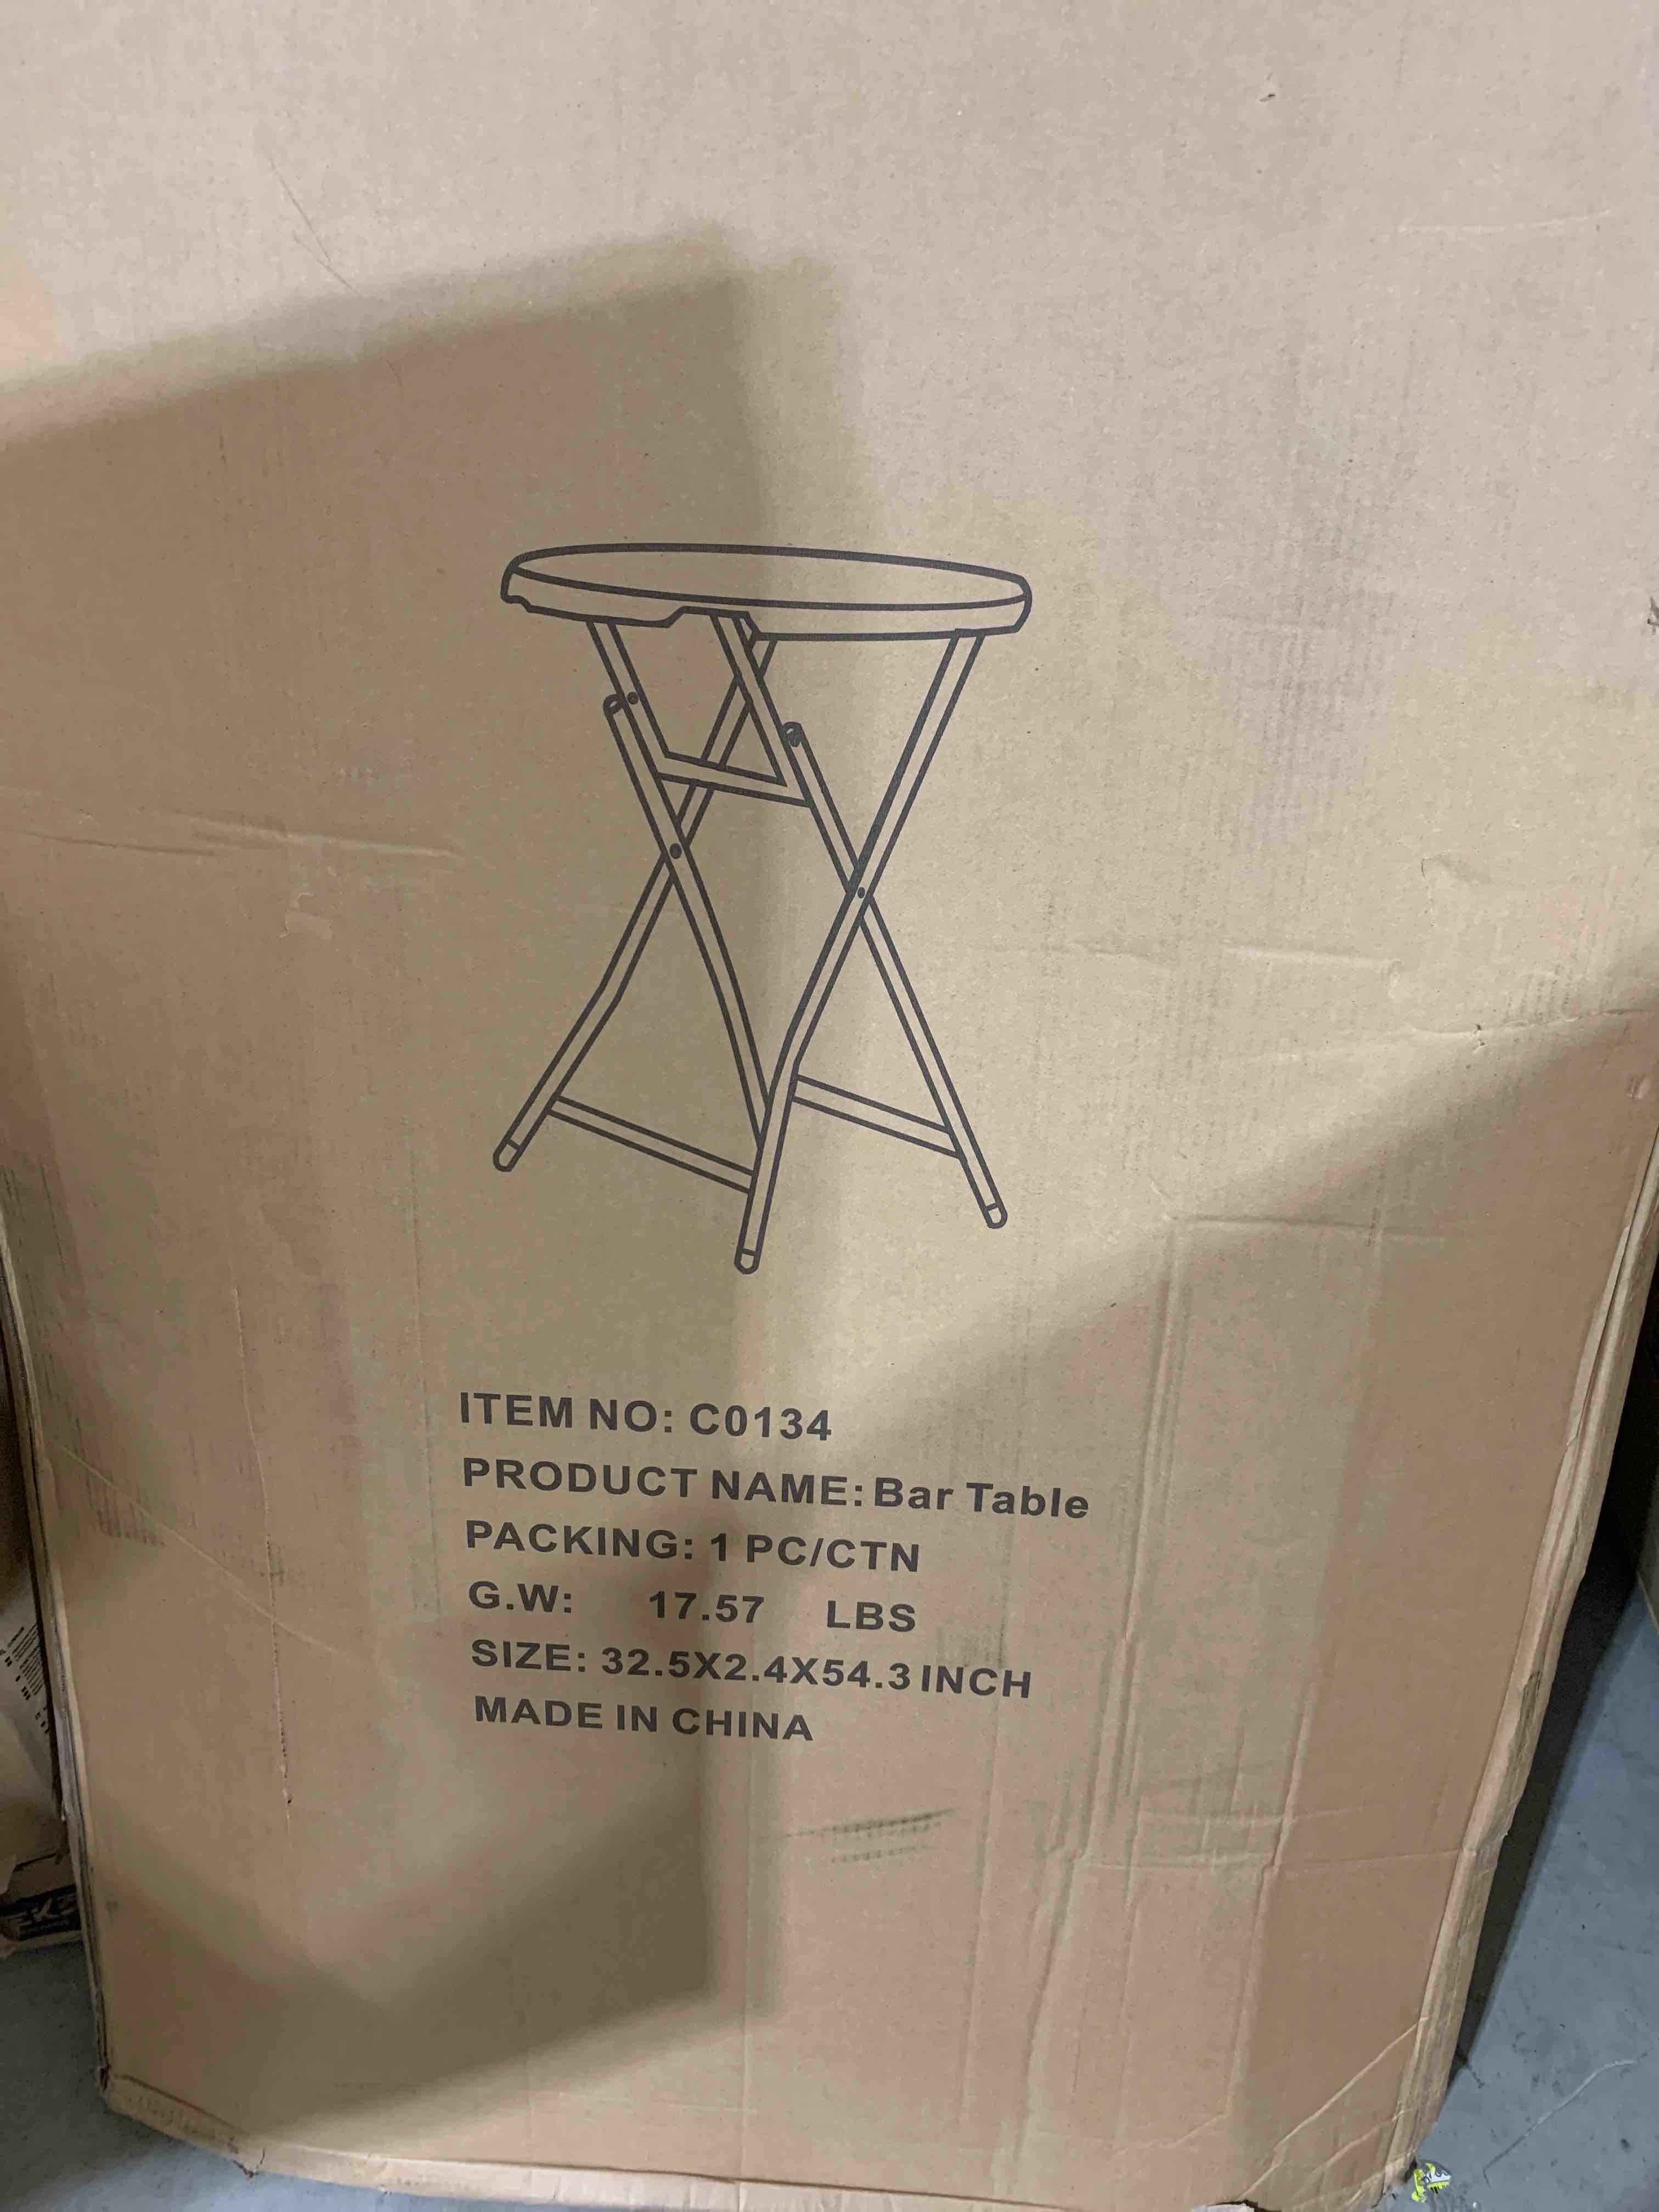 ITEM NO: C0134
PRODUCT NAME: Bar Table
PACKING: 1 PC/CTN
G.W: 17.57 LBS
SIZE: 32.5X2.4X54.3 INCH
MADE IN CHINA